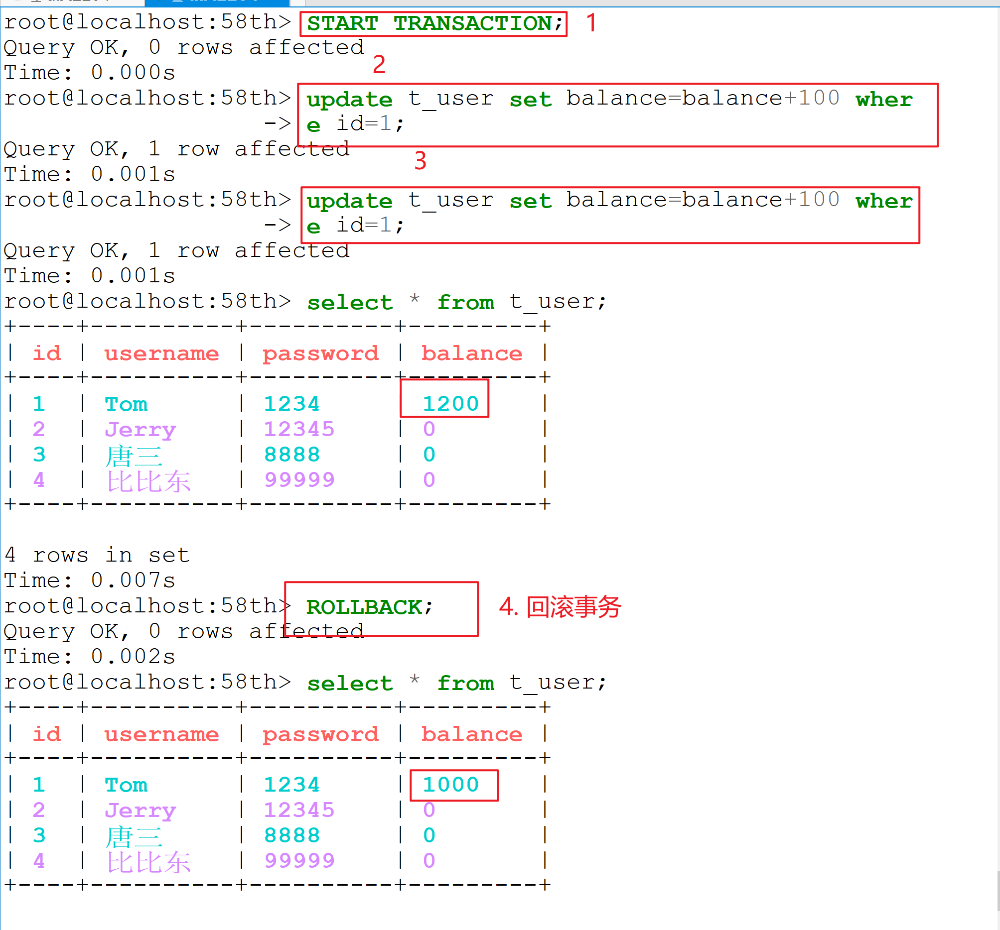 root@localhost:58th> START TRANSACTION; 1
Query OK, 0 rows affected
2
Time: 0.000s
root@localhost:58th> update t_user set balance=balance+100 wher
-> e id=1;
Query OK, 1 row affected
3
Time: 0.001s
root@localhost:58th> update t_user set balance=balance+100 wher
-> e id=1;
Query OK, 1 row affected
Time: 0.001s
root@localhost:58th> select * from t_user;
+----+----------+----------+---------+
| id | username | password | balance |
+----+----------+----------+---------+
| 1 | Tom | 1234 | 1200 |
| 2 | Jerry | 12345 | 0 |
| 3 | 唐三 | 8888 | 0 |
| 4 | 比比东 | 99999 | 0 |
+----+----------+----------+---------+
4 rows in set
Time: 0.007s
root@localhost:58th> ROLLBACK; 4. 回滚事务
Query OK, 0 rows affected
Time: 0.002s
root@localhost:58th> select * from t_user;
+----+----------+----------+---------+
| id | username | password | balance |
+----+----------+----------+---------+
| 1 | Tom | 1234 | 1000 |
| 2 | Jerry | 12345 | 0 |
| 3 | 唐三 | 8888 | 0 |
| 4 | 比比东 | 99999 | 0 |
+----+----------+----------+---------+